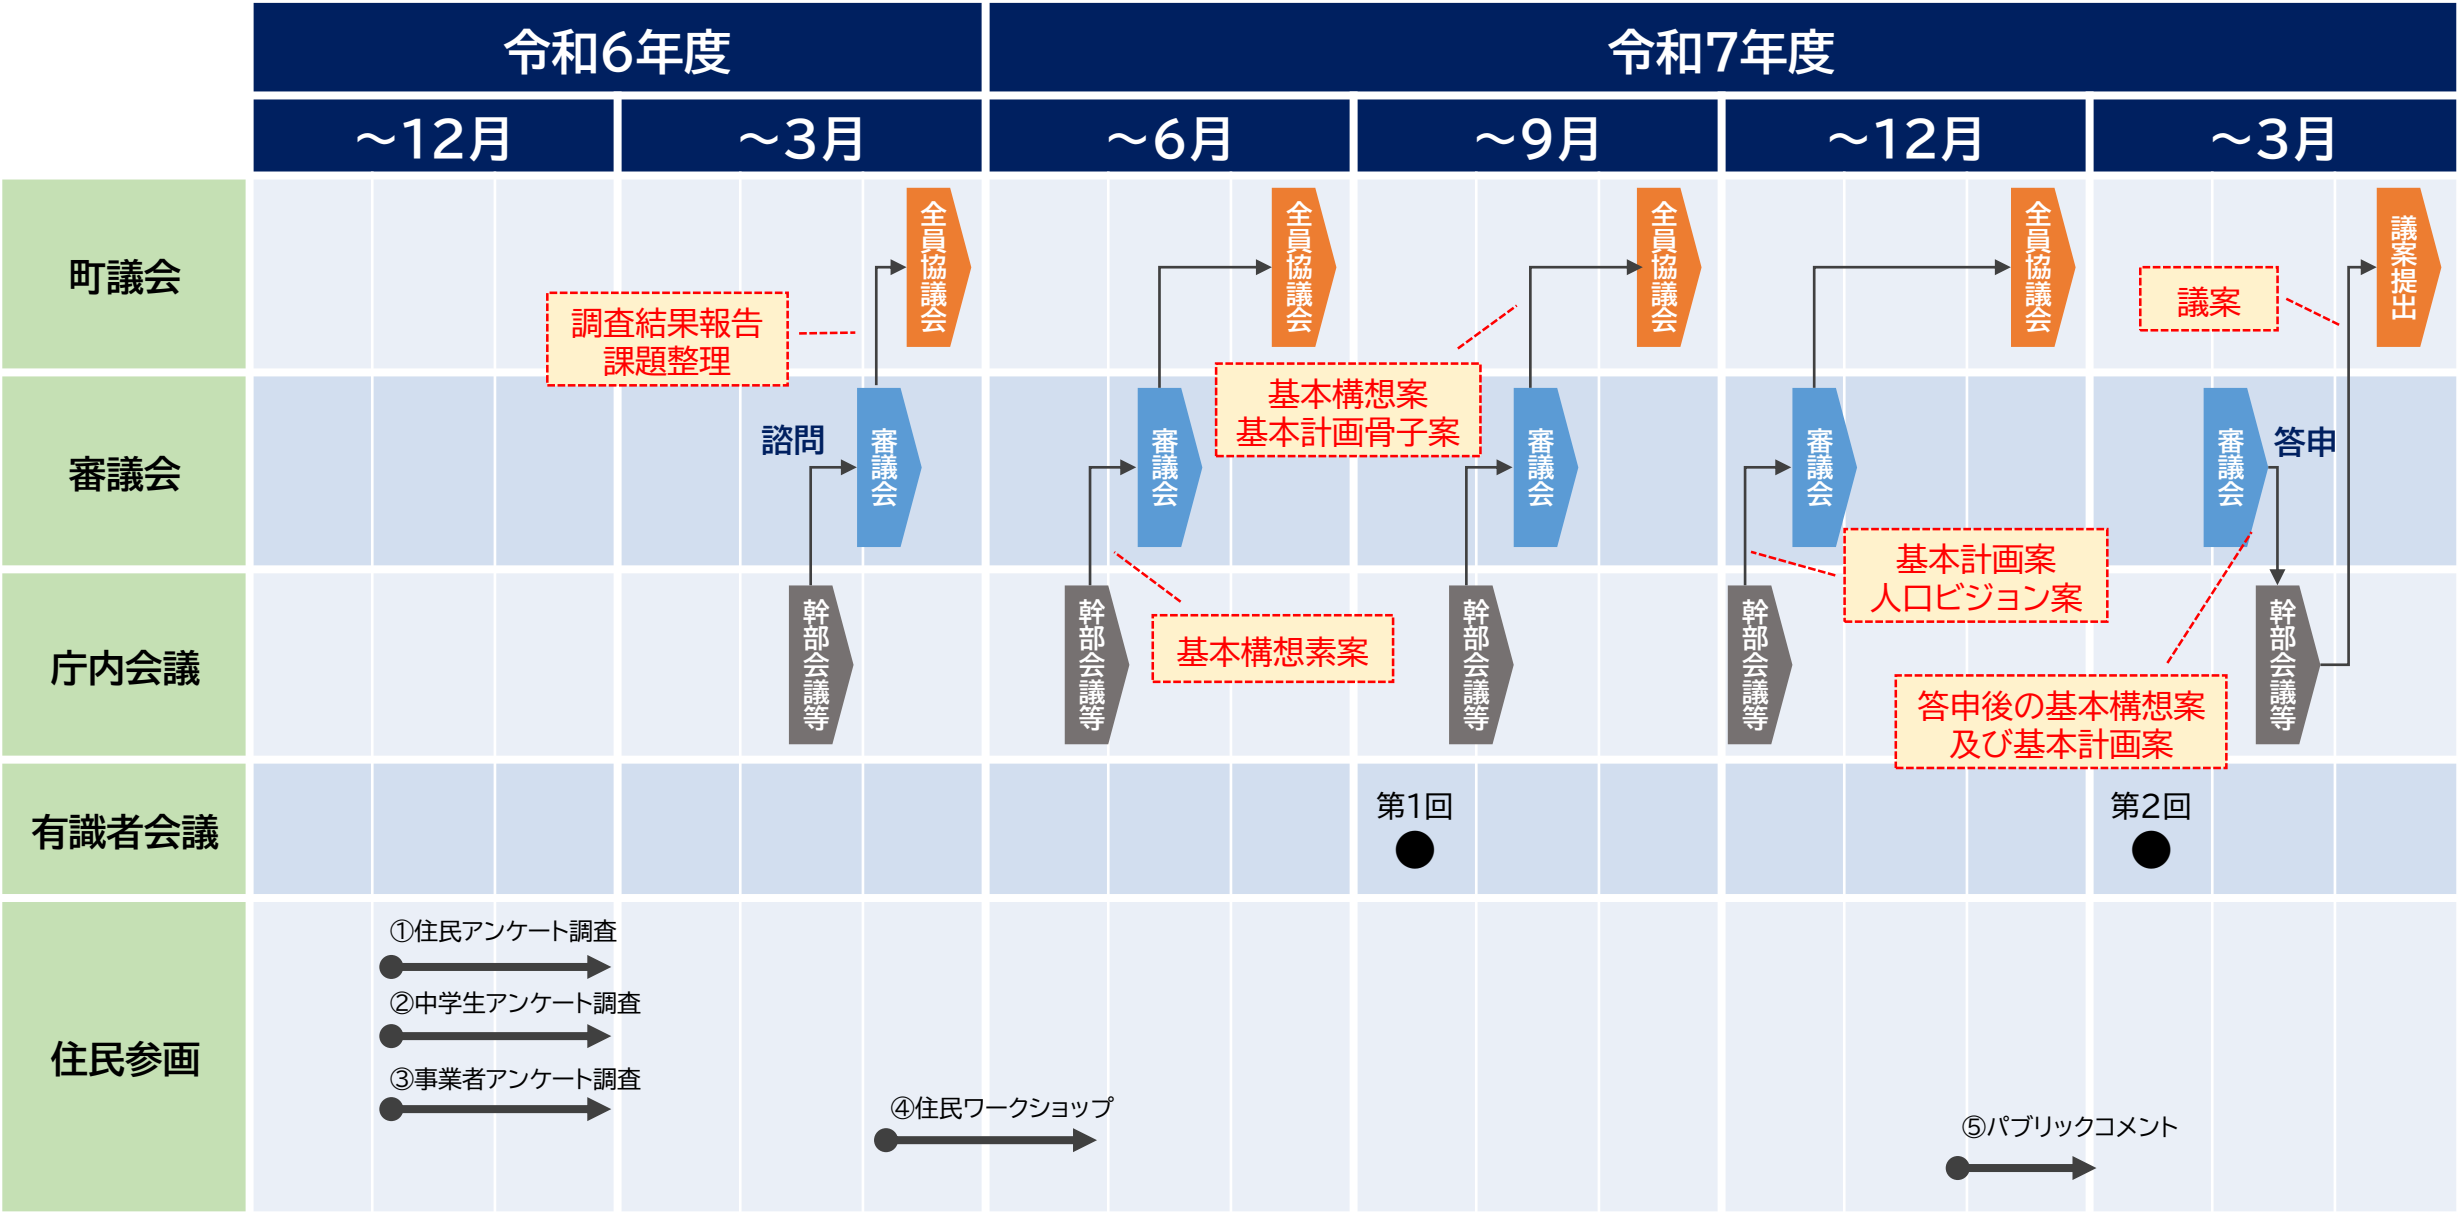 令和6年度
令和7年度
～12月
～3月
～6月
～9月
～12月
～3月
町議会
全員協議会
全員協議会
全員協議会
全員協議会
議案提出
調査結果報告
課題整理
議案
審議会
諮問
審議会
審議会
基本構想案
基本計画骨子案
審議会
審議会
審議会
答申
庁内会議
幹部会議等
幹部会議等
基本構想素案
幹部会議等
幹部会議等
基本計画案
人口ビジョン案
答申後の基本構想案
及び基本計画案
幹部会議等
有識者会議
第1回
第2回
住民参画
①住民アンケート調査
②中学生アンケート調査
③事業者アンケート調査
④住民ワークショップ
⑤パブリックコメント